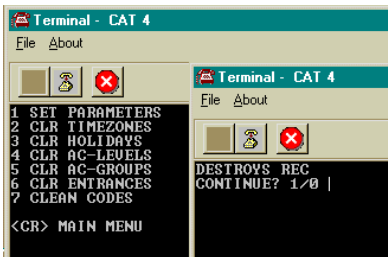 Terminal - CAT 4
File About
1 SET PARAMETERS
2 CLR TIMEZONES
3 CLR HOLIDAYS
4 CLR AC-LEVELS
5 CLR AC-GROUPS
6 CLR ENTRANCES
7 CLEAN CODES
<CR> MAIN MENU
Terminal - CAT 4
File About
DESTROYS REC
CONTINUE? 1/0